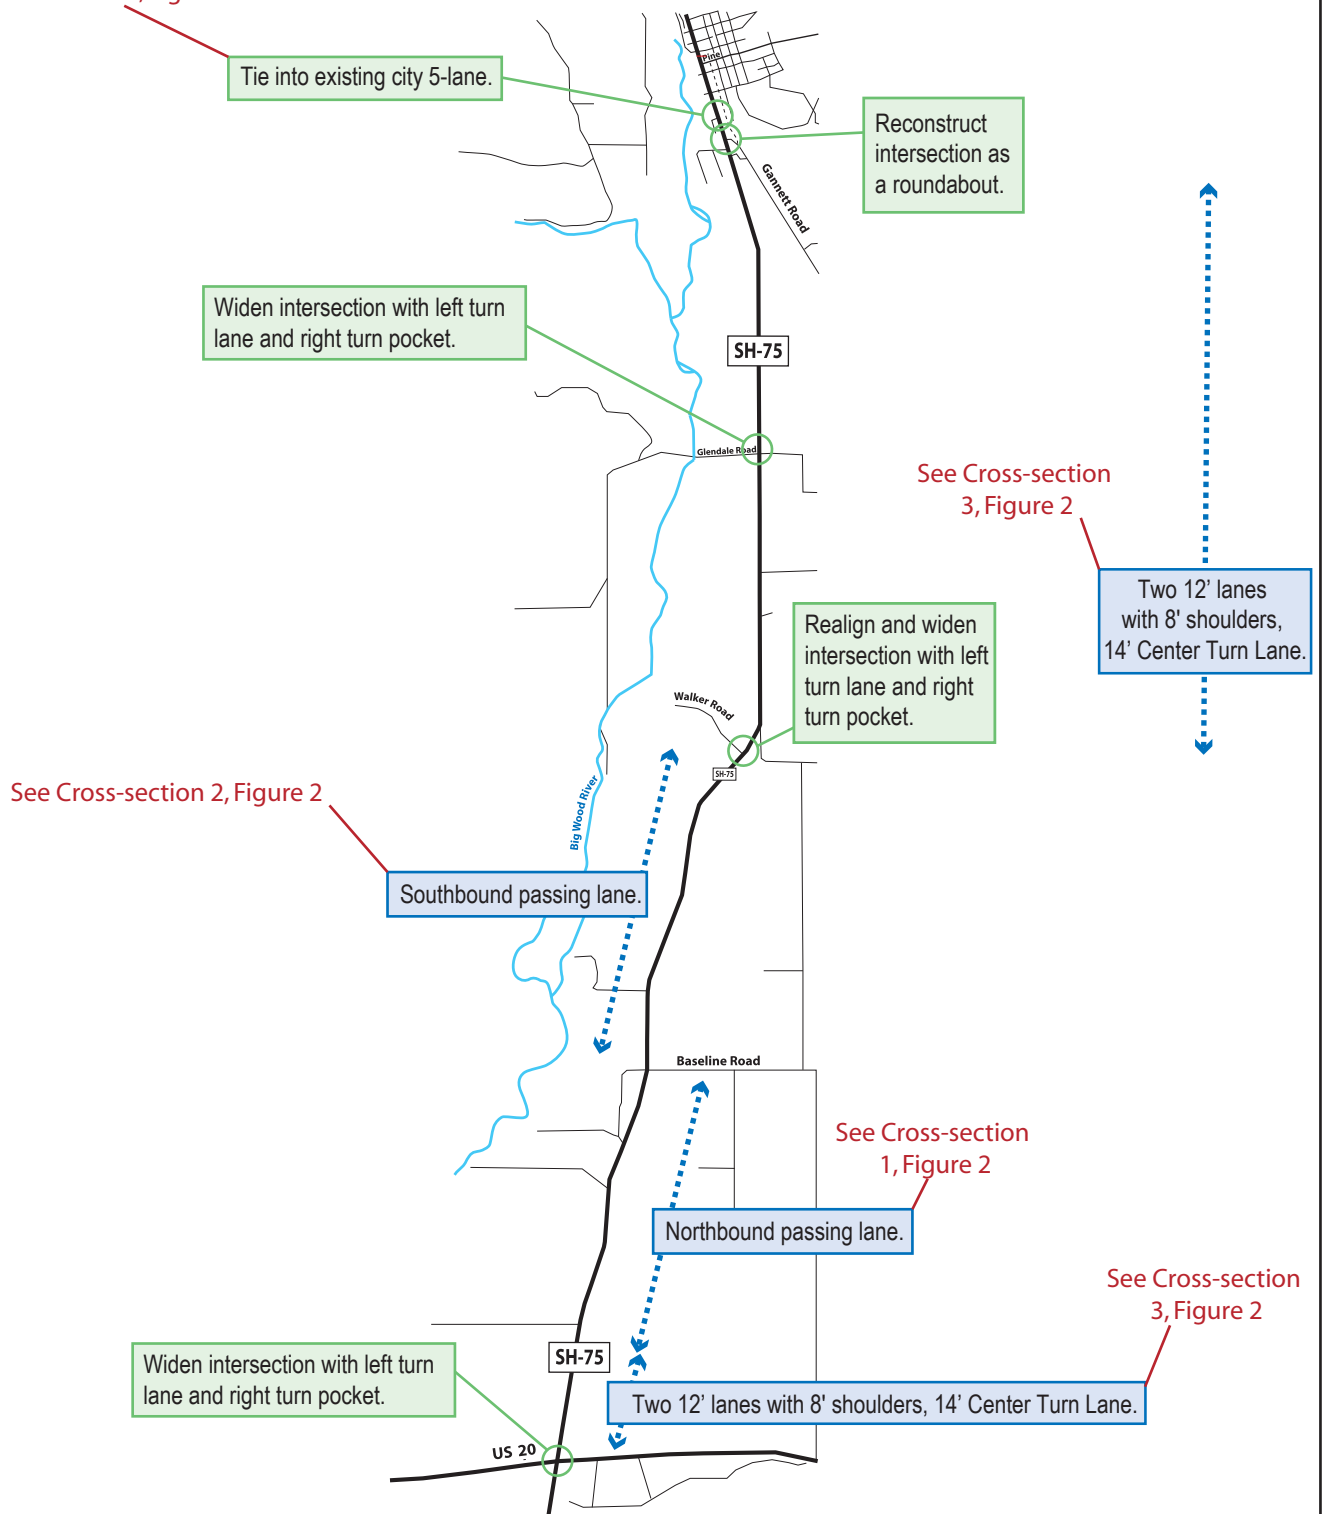 Tie into existing city 5-lane.
Pine
Reconstruct
intersection as
a roundabout.
Gannett Road
Widen intersection with left turn
lane and right turn pocket.
SH-75
Glendale Road
See Cross-section
3, Figure 2
Two 12’ lanes
with 8' shoulders,
14’ Center Turn Lane.
Realign and widen
intersection with left
turn lane and right
turn pocket.
Walker Road
SH-75
Big Wood River
See Cross-section 2, Figure 2
Southbound passing lane.
Baseline Road
See Cross-section
1, Figure 2
Northbound passing lane.
See Cross-section
3, Figure 2
SH-75
Widen intersection with left turn
lane and right turn pocket.
Two 12’ lanes with 8' shoulders, 14’ Center Turn Lane.
US 20